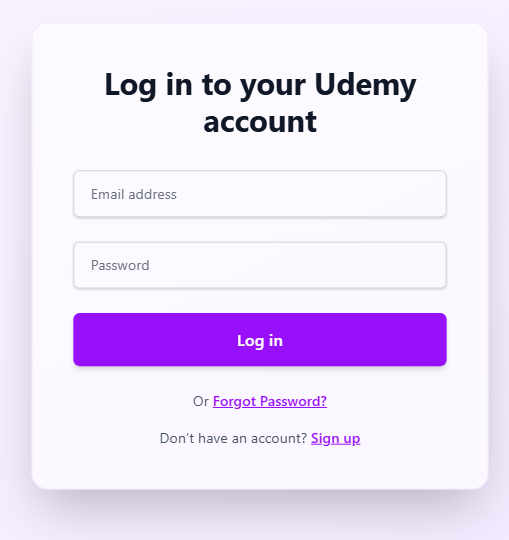 Log in to your Udemy
account
Email address
Password
Log in
Or Forgot Password?
Don't have an account? Sign up